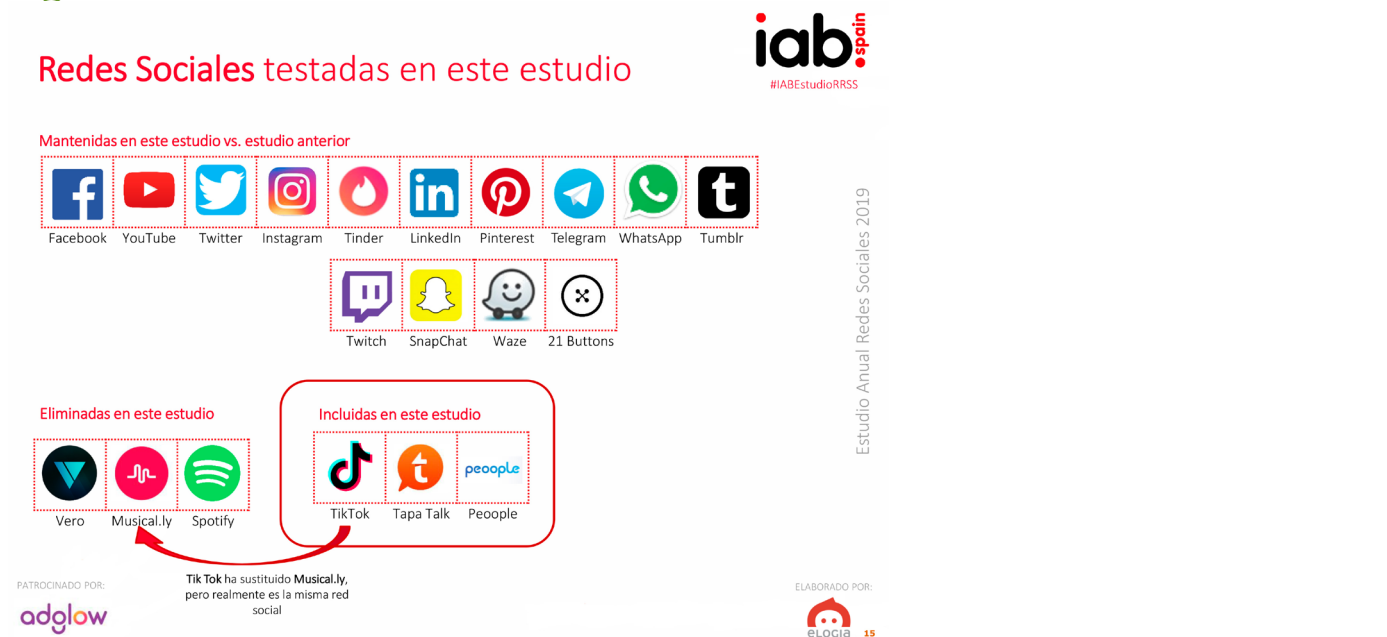 iab spain
Redes Sociales testadas en este estudio
#IABEstudioRRSS
Mantenidas en este estudio vs. estudio anterior
Facebook YouTube Twitter Instagram Tinder LinkedIn Pinterest Telegram WhatsApp Tumblr
Twitch SnapChat Waze 21 Buttons
Estudio Anual Redes Sociales 2019
Eliminadas en este estudio
Vero Musical.ly Spotify
Incluidas en este estudio
peoople
TikTok Tapa Talk Peoople
Tik Tok ha sustituido Musical.ly,
pero realmente es la misma red
social
PATROCINADO POR:
adglow
ELABORADO POR:
eLOGIA
15